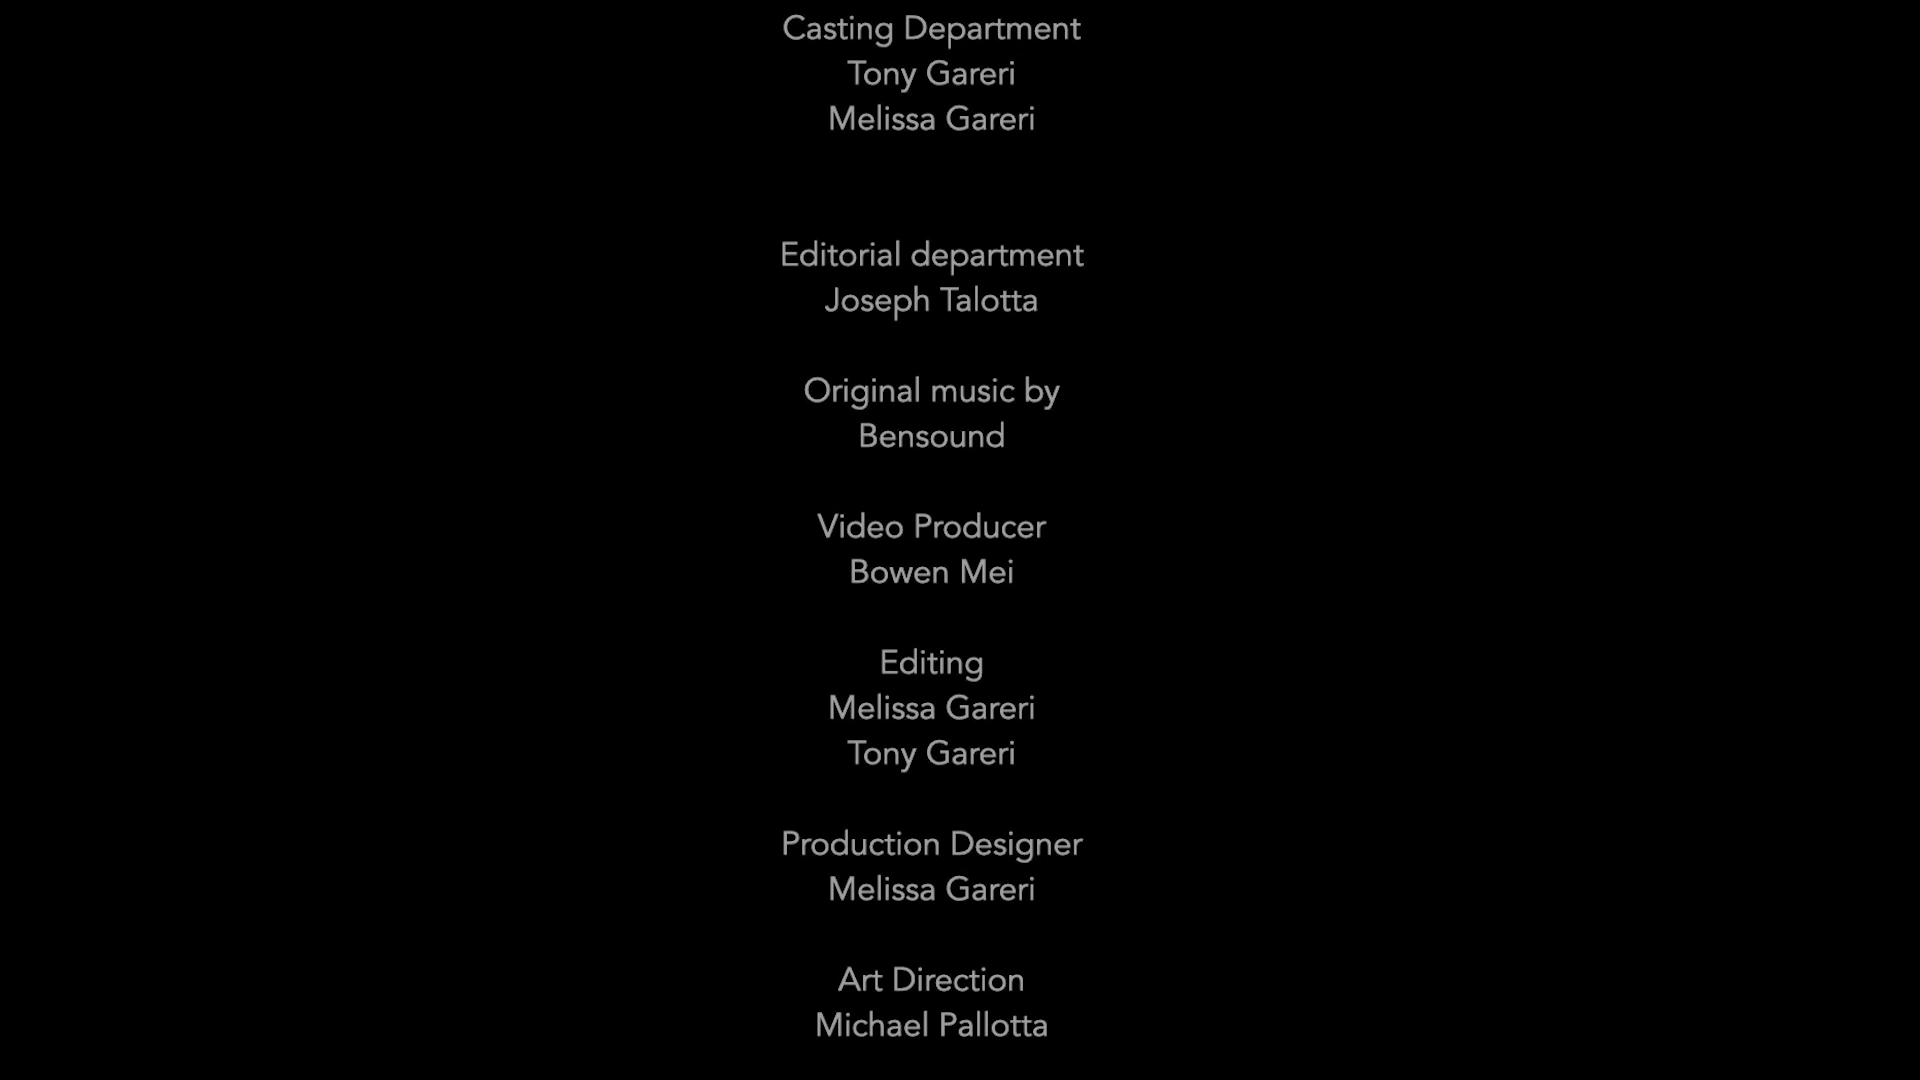 Casting Department
Tony Gareri
Melissa Gareri
Editorial department
Joseph Talotta
Original music by
Bensound
Video Producer
Bowen Mei
Editing
Melissa Gareri
Tony Gareri
Production Designer
Melissa Gareri
Art Direction
Michael Pallotta